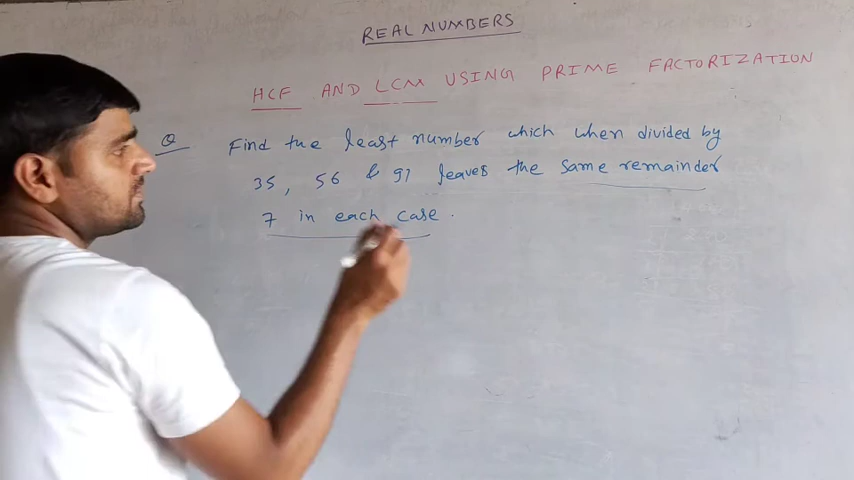 REAL NUMBERS
HCF AND LCM USING PRIME FACTORIZATION
Q Find the least number which when divided by
35, 56 & 91 leaves the same remainder
7 in each case.